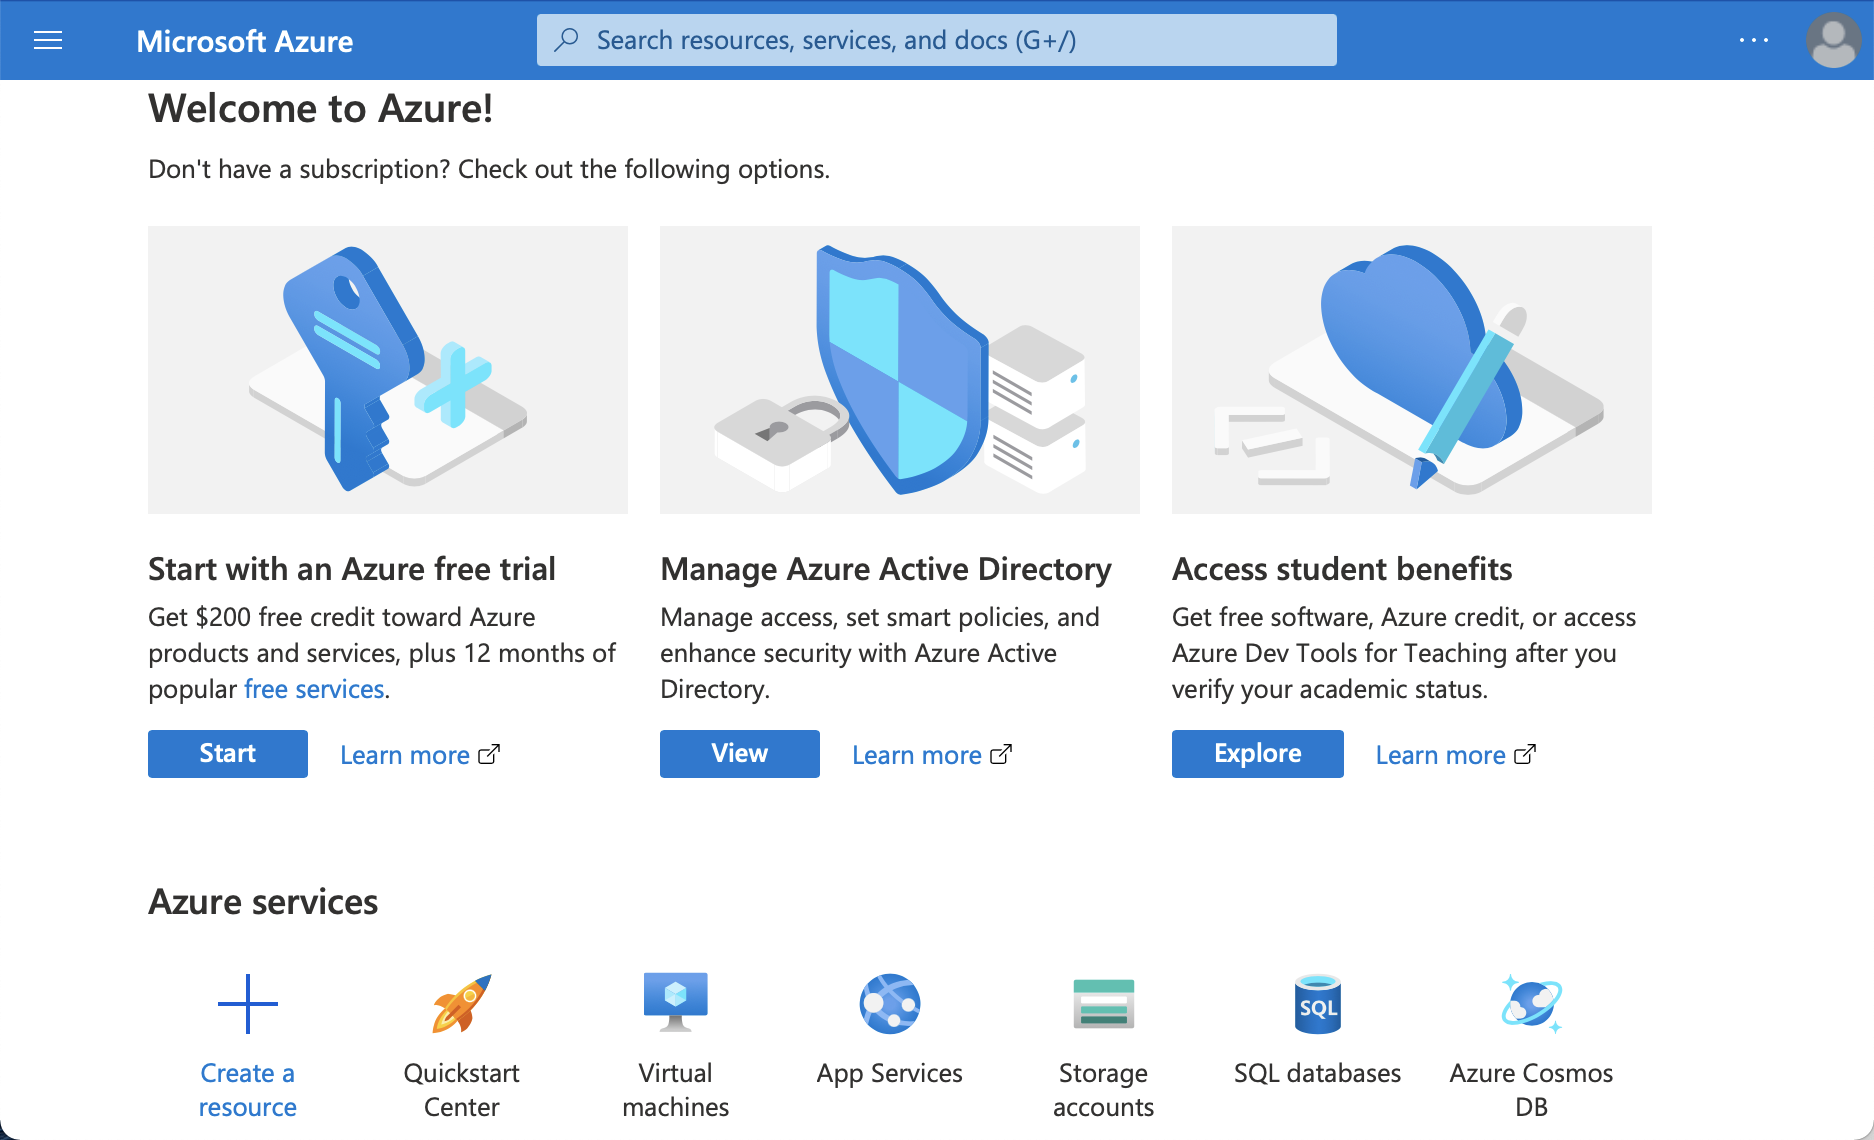 Microsoft Azure
Search resources, services, and docs (G+/)
Welcome to Azure!
Don't have a subscription? Check out the following options.
Start with an Azure free trial
Get $200 free credit toward Azure
products and services, plus 12 months of
popular free services.
Start
Learn more
Manage Azure Active Directory
Manage access, set smart policies, and
enhance security with Azure Active
Directory.
View
Learn more
Access student benefits
Get free software, Azure credit, or access
Azure Dev Tools for Teaching after you
verify your academic status.
Explore
Learn more
Azure services
Create a
resource
Quickstart
Center
Virtual
machines
App Services
Storage
accounts
SQL
SQL databases
Azure Cosmos
DB